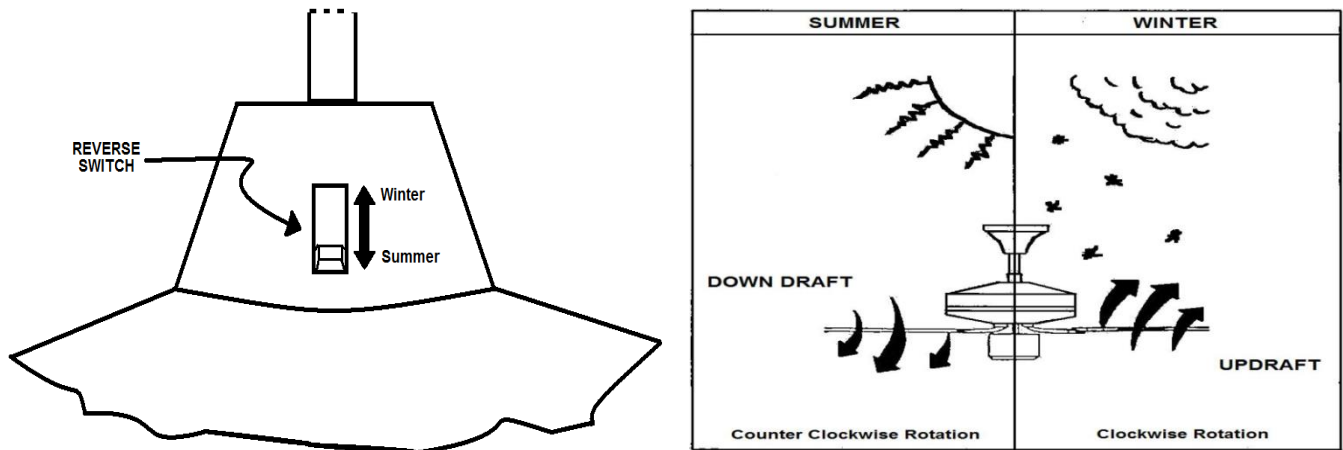 REVERSE
SWITCH
Winter
Summer
SUMMER
WINTER
DOWN DRAFT
UPDRAFT
Counter Clockwise Rotation
Clockwise Rotation